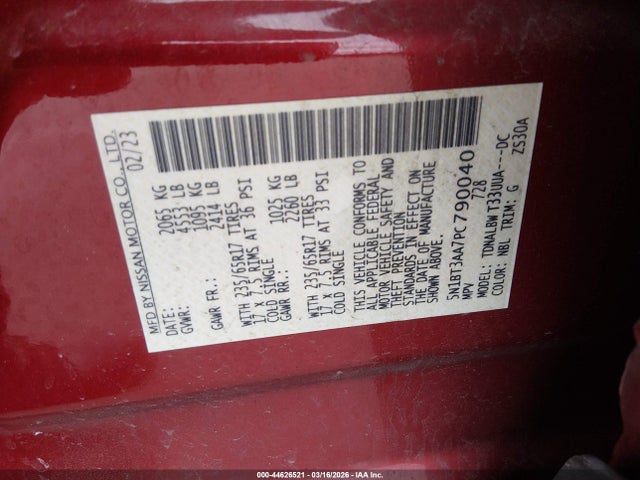 MFD BY NISSAN MOTOR CO., LTD.
DATE: 02/23
GVWR: 2065 KG
4553 LB
GAWR FR.: 1095 KG
2414 LB
WITH 235/65R17 TIRES
17 X 7.5 RIMS AT 36 PSI
COLD SINGLE
GAWR RR.: 1025 KG
2260 LB
WITH 235/65R17 TIRES
17 X 7.5 RIMS AT 33 PSI
COLD SINGLE
THIS VEHICLE CONFORMS TO
ALL APPLICABLE FEDERAL
MOTOR VEHICLE SAFETY AND
THEFT PREVENTION
STANDARDS IN EFFECT ON
THE DATE OF MANUFACTURE
SHOWN ABOVE.
5N1BT3AA7PC790040
MPV 728
MODEL: TDNALBW T33UUA---DC
COLOR: NBL TRIM: G ZS30A
000-44626521 - 03/16/2026 - IAA Inc.